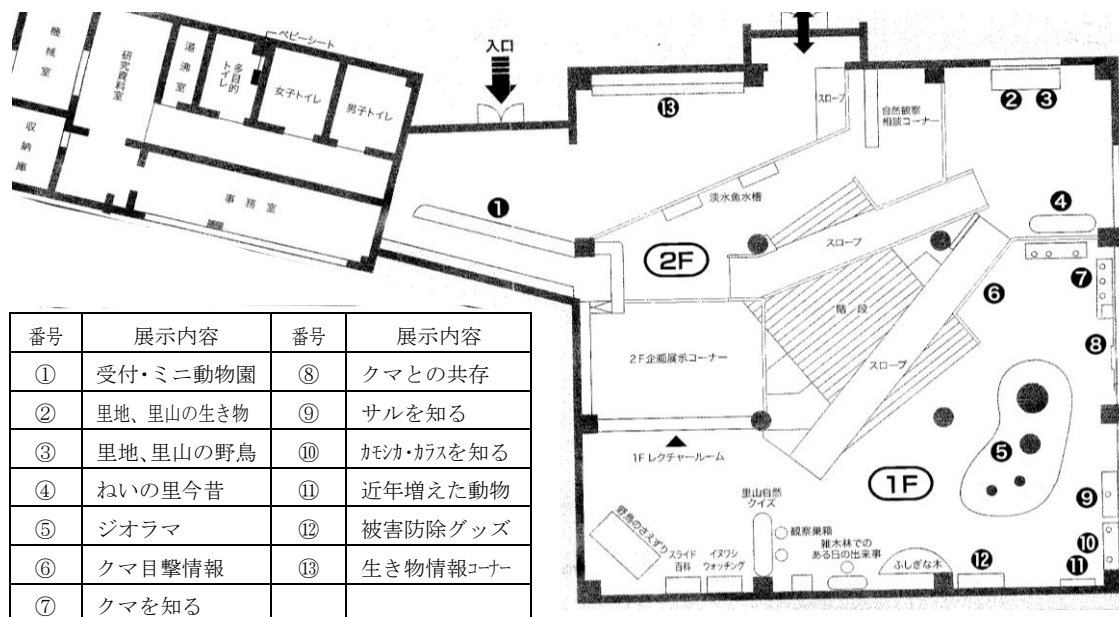 機械室
研究資料室
湯沸室
多目的
トイレ
ベビーシート
女子トイレ
男子トイレ
収納庫
事務室
入口
⓭
スロープ
自然観察
相談コーナー
❷ ❸
❶
淡水魚水槽
❹
スロープ
2F
❼
❻
階段
2F企画展示コーナー
スロープ
❽
1Fレクチャールーム
❺
1F
❾
里山自然
クイズ
野鳥のさえずり
観察巣箱
スライド
百科
イヌワシ
ウォッチング
雑木林での
ある日の出来事
ふしぎな木
⓬
❿
⓫
番号 展示内容 番号 展示内容
① 受付・ミニ動物園 ⑧ クマとの共存
② 里地、里山の生き物 ⑨ サルを知る
③ 里地、里山の野鳥 ⑩ カモシカ・カラスを知る
④ ねいの里今昔 ⑪ 近年増えた動物
⑤ ジオラマ ⑫ 被害防除グッズ
⑥ クマ目撃情報 ⑬ 生き物情報コーナー
⑦ クマを知る